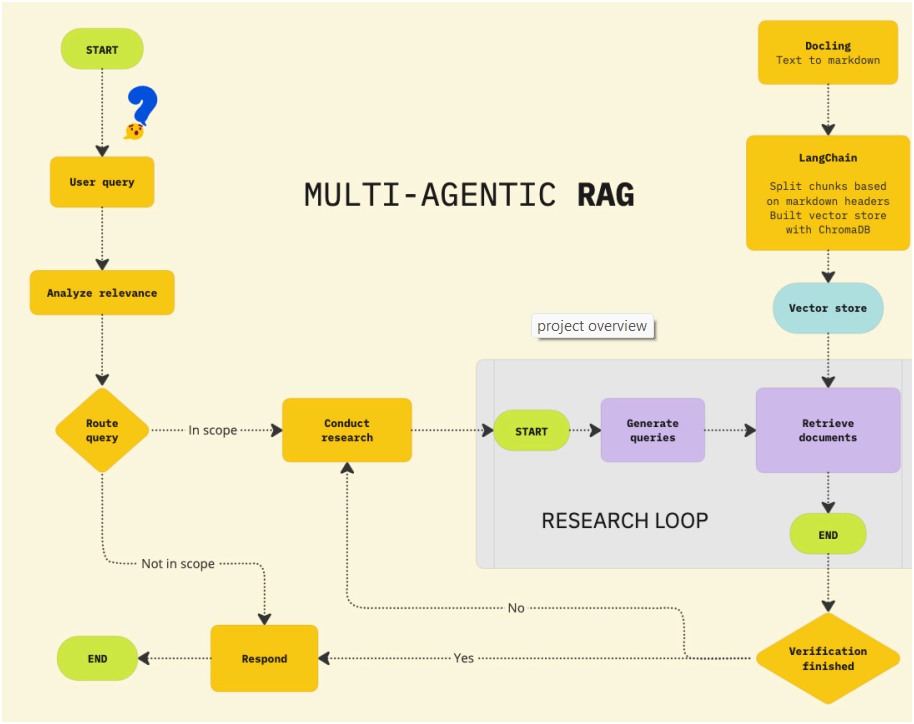 START
Docling
Text to markdown
User query
MULTI-AGENTIC RAG
LangChain
Split chunks based
on markdown headers
Built vector store
with ChromaDB
Analyze relevance
Vector store
project overview
Route
query
In scope
Conduct
research
START
Generate
queries
Retrieve
documents
RESEARCH LOOP
END
Not in scope
No
END
Respond
Yes
Verification
finished